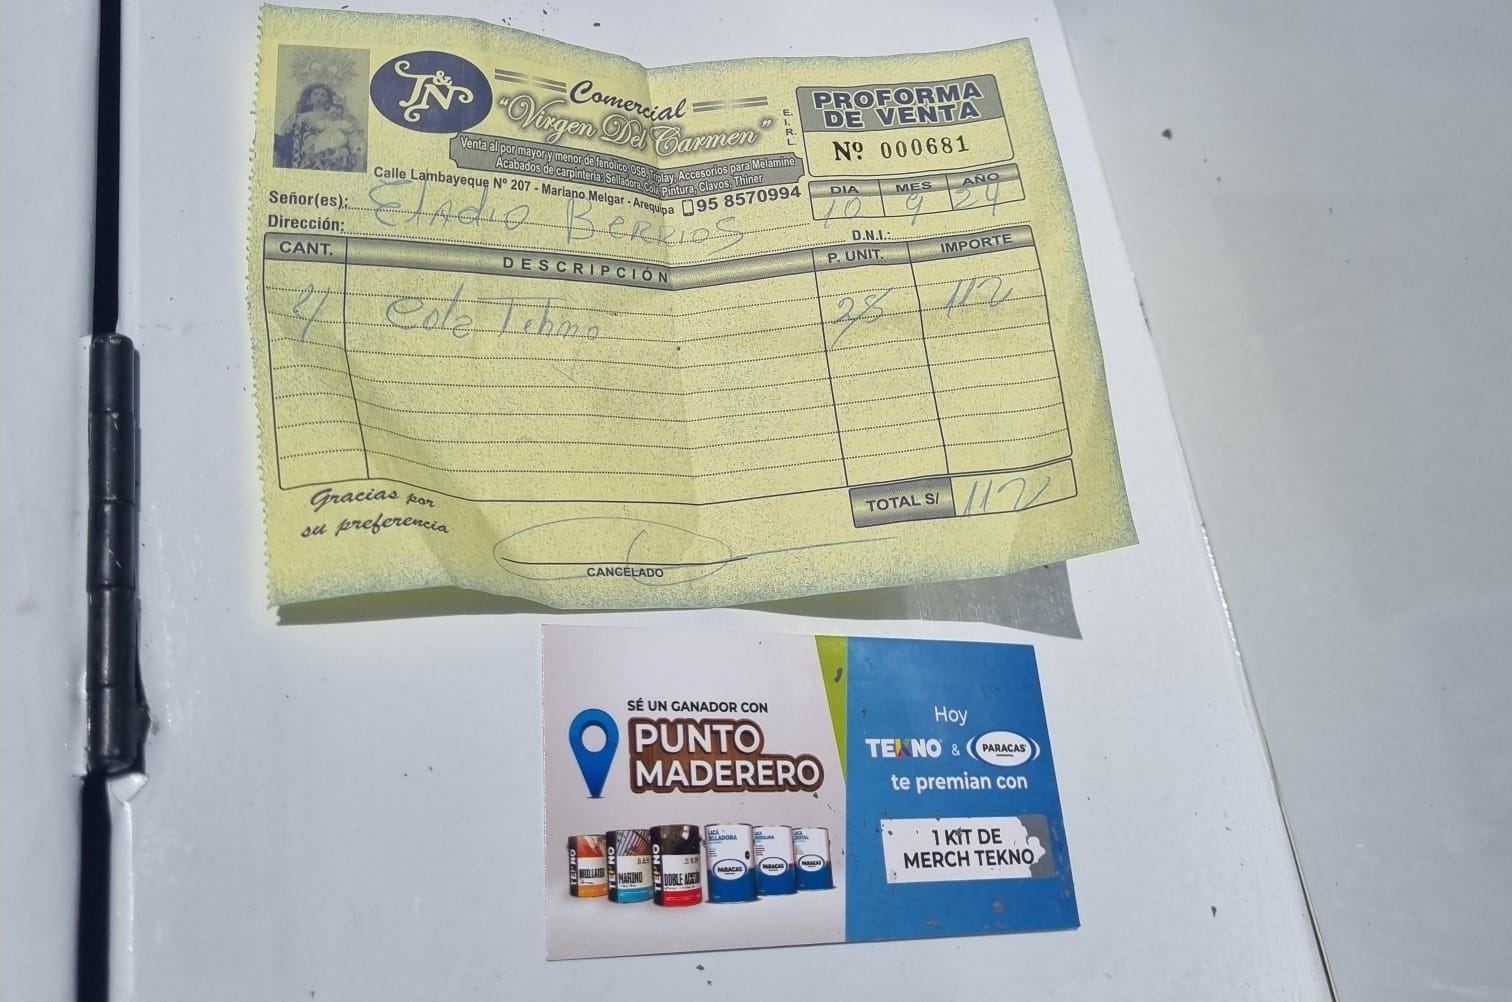 T&N
Comercial
"Virgen Del Carmen"
E.I.R.L.
Venta al por mayor y menor de fenolico, OSB, Triplay, Accesorios para Melamine
Acabados de carpinteria: Selladora, Cola, Pintura, Clavos, Thiner
Calle Lambayeque Nº 207 - Mariano Melgar - Arequipa 95 8570994
PROFORMA
DE VENTA
Nº 000681
DIA MES AÑO
10 9 24
Señor(es): Eladio Berrios
Dirección:
D.N.I.:
CANT. DESCRIPCIÓN P. UNIT. IMPORTE
4 Cola Tekno 28 112
Gracias por
su preferencia
TOTAL S/ 112
CANCELADO
SÉ UN GANADOR CON
PUNTO
MADERERO
TEKNO
BRILLATEK
TEKNO
MARINO
TEKNO
DOBLE ACCIÓN
LACA
SELLADORA
PARACAS
LACA
PARACAS
LACA
CRISTAL
PARACAS
Hoy
TEKNO & PARACAS
te premian con
1 KIT DE
MERCH TEKNO